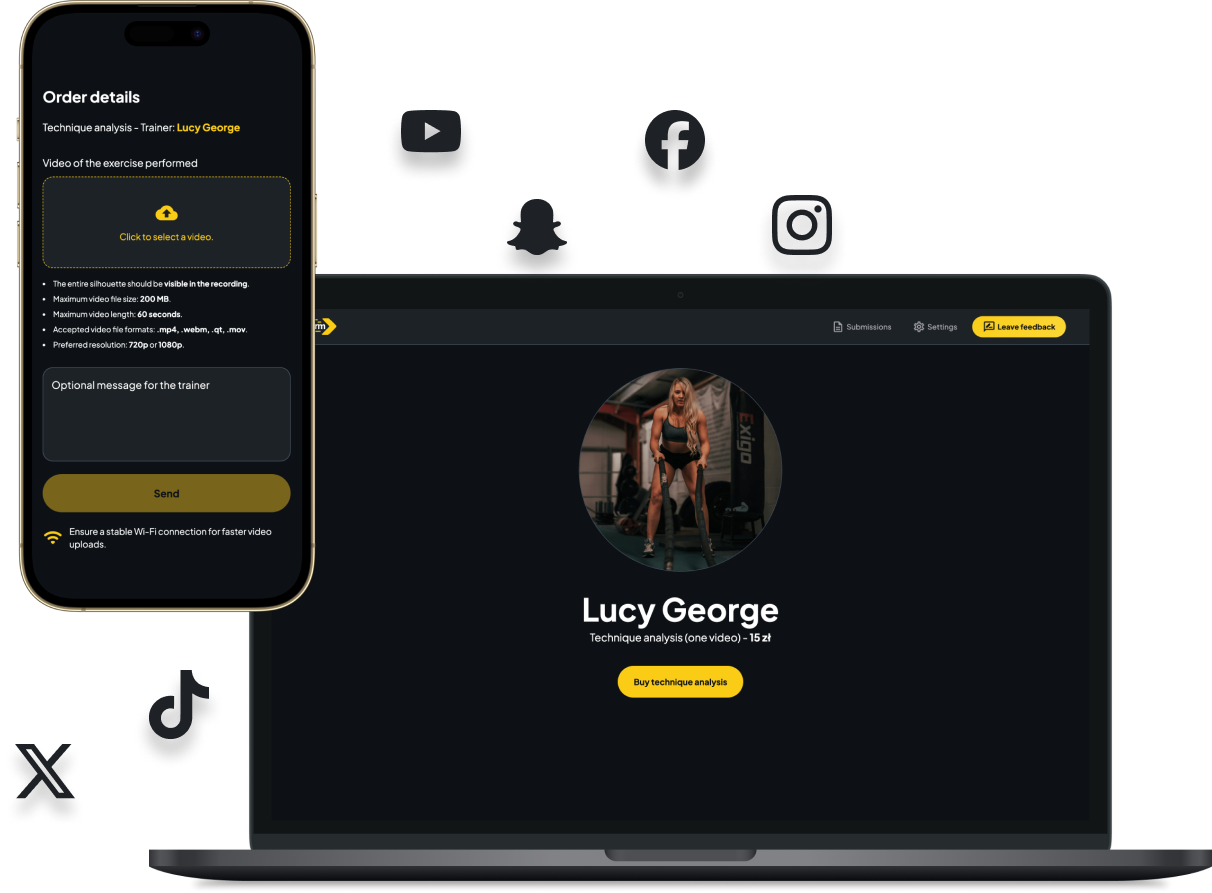 Order details
Technique analysis - Trainer: Lucy George
Video of the exercise performed
Click to select a video.
• The entire silhouette should be visible in the recording.
• Maximum video file size: 200 MB.
• Maximum video length: 60 seconds.
• Accepted video file formats: .mp4, .webm, .qt, .mov.
• Preferred resolution: 720p or 1080p.
Optional message for the trainer
Send
Ensure a stable Wi-Fi connection for faster video
uploads.
Submissions
Settings
Leave feedback
Exigo
Lucy George
Technique analysis (one video) - 15 zł
Buy technique analysis